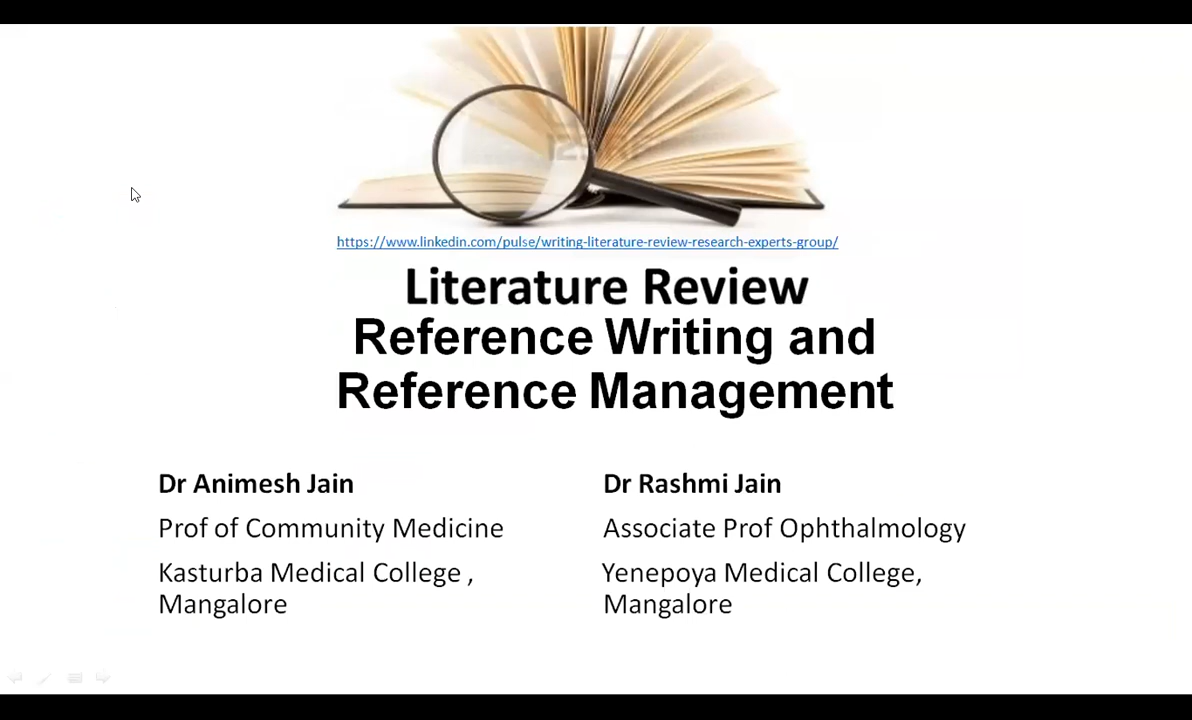 https://www.linkedin.com/pulse/writing-literature-review-research-experts-group/
Literature Review
Reference Writing and
Reference Management
Dr Animesh Jain
Prof of Community Medicine
Kasturba Medical College ,
Mangalore
Dr Rashmi Jain
Associate Prof Ophthalmology
Yenepoya Medical College,
Mangalore